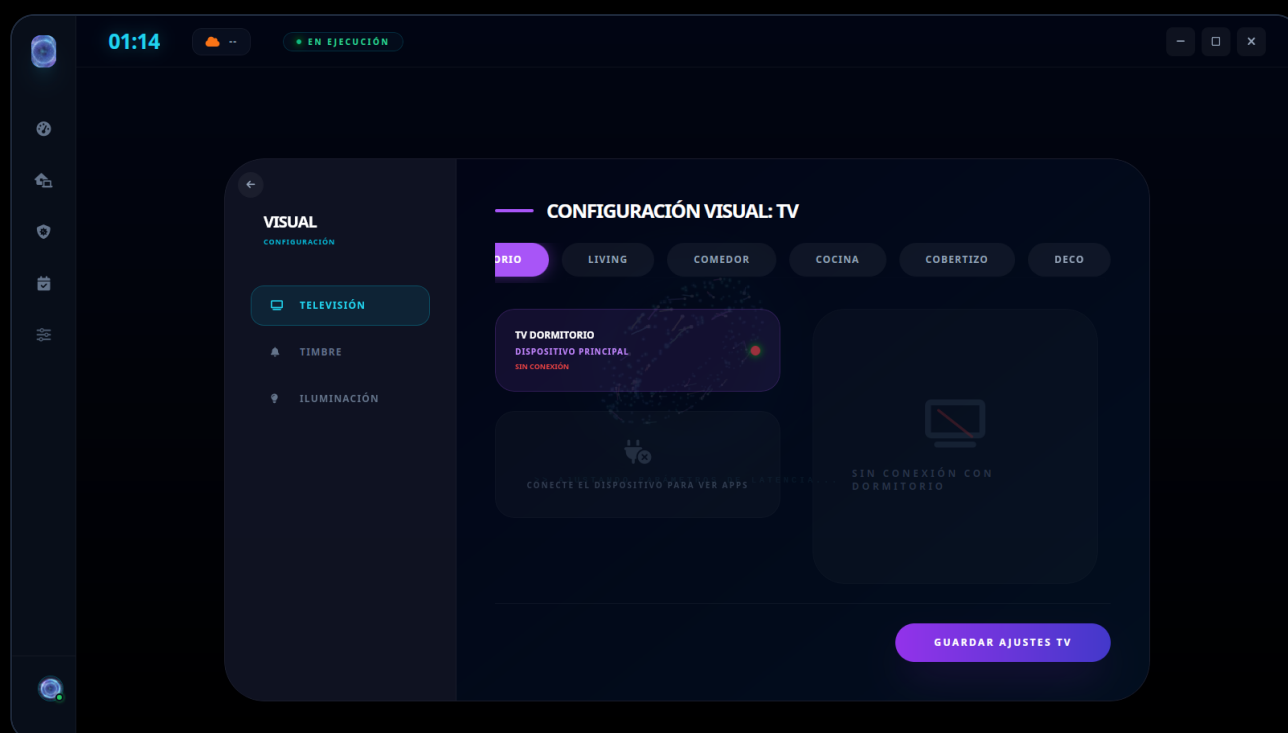 01:14
--
EN EJECUCIÓN
VISUAL
CONFIGURACIÓN
TELEVISIÓN
TIMBRE
ILUMINACIÓN
CONFIGURACIÓN VISUAL: TV
ORIO
LIVING
COMEDOR
COCINA
COBERTIZO
DECO
TV DORMITORIO
DISPOSITIVO PRINCIPAL
SIN CONEXIÓN
CONECTE EL DISPOSITIVO PARA VER APPS
SIN CONEXIÓN CON
DORMITORIO
GUARDAR AJUSTES TV